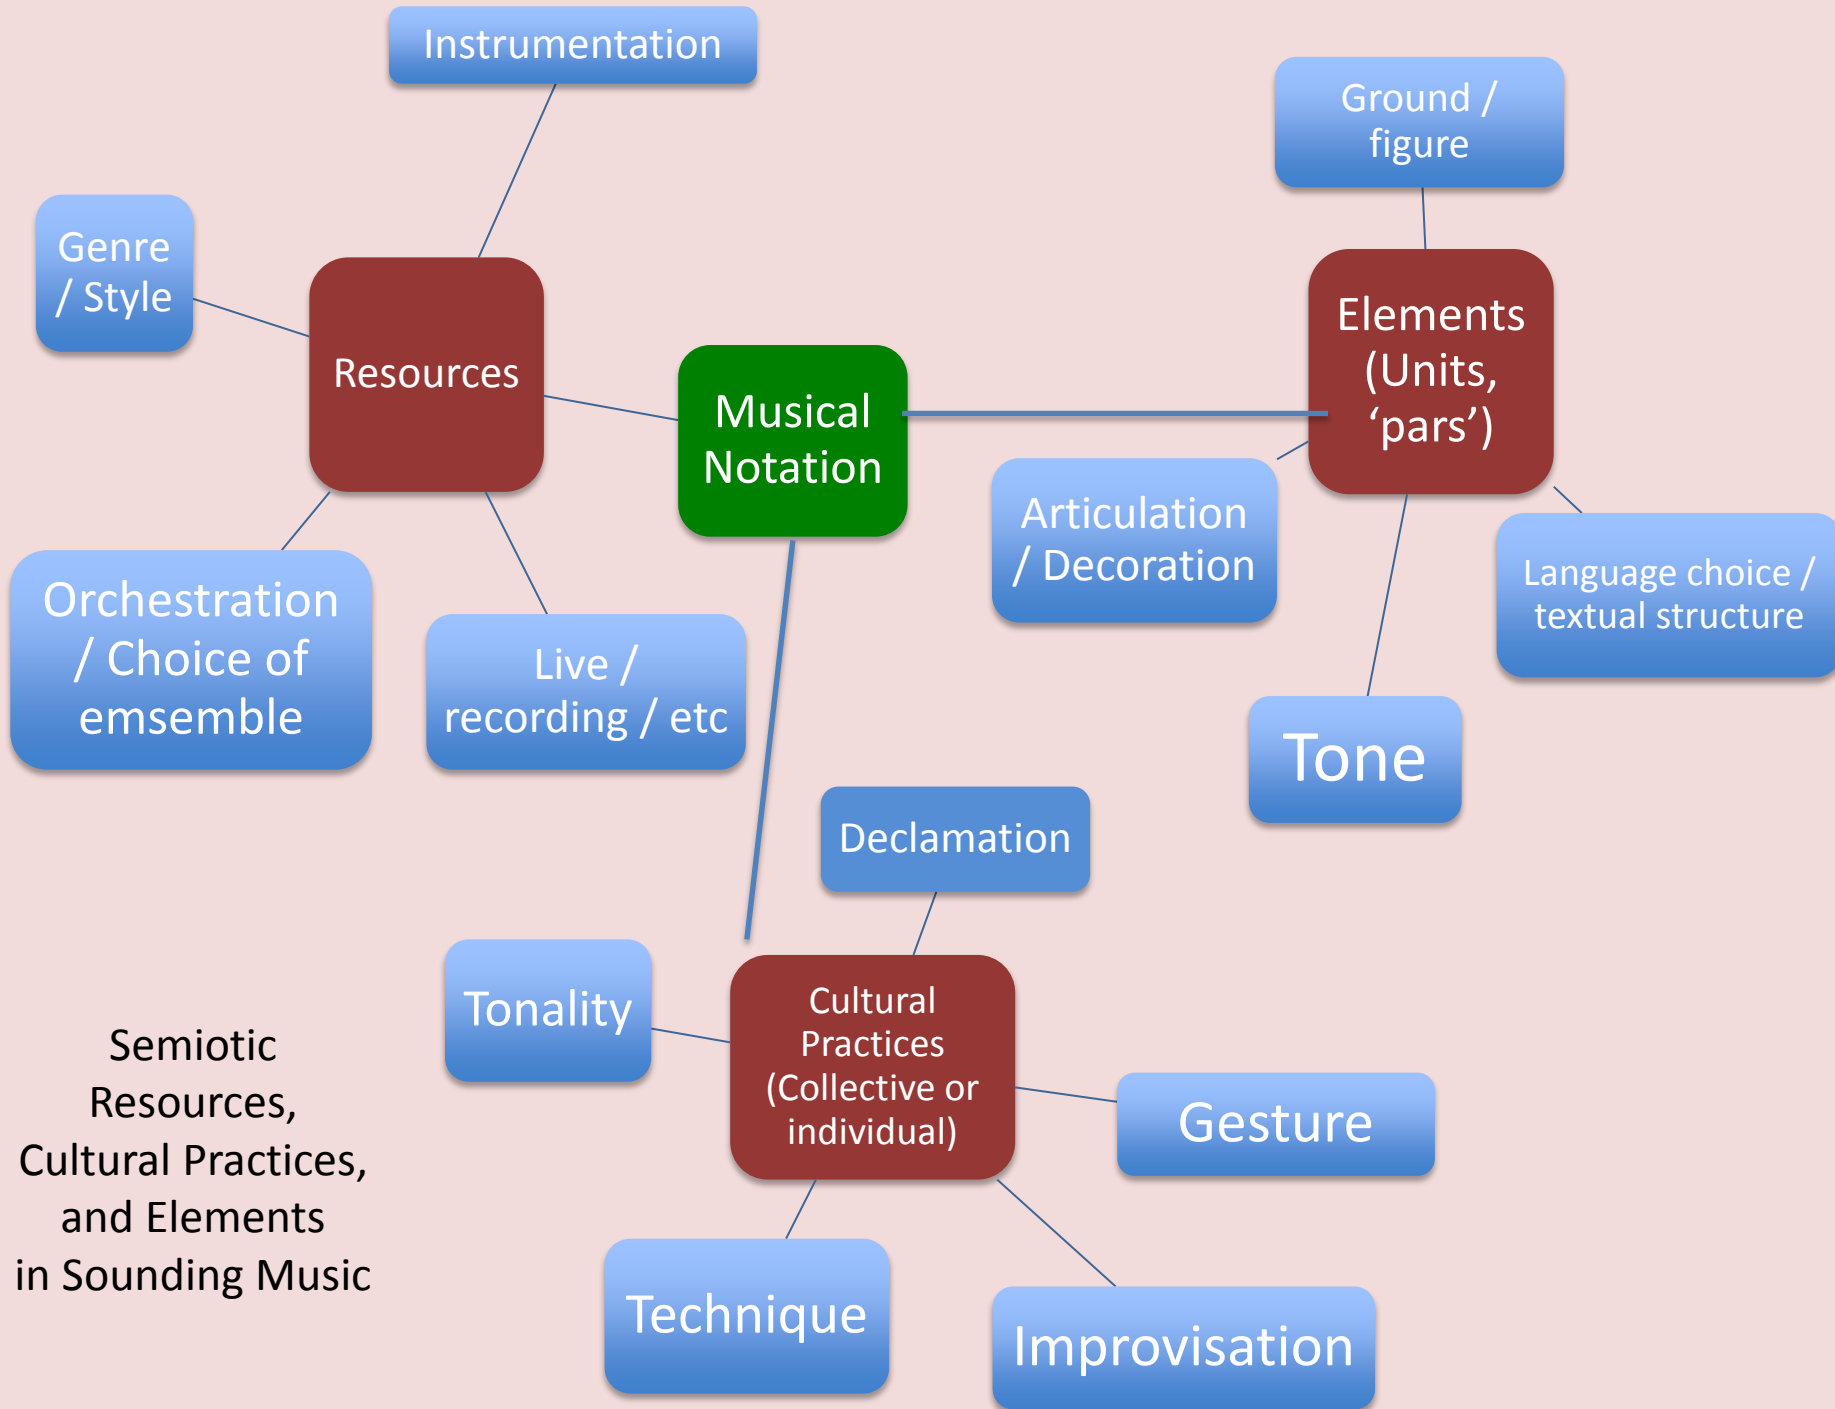 Instrumentation
Ground /
figure
Genre
/ Style
Resources
Musical
Notation
Elements
(Units,
‘pars’)
Articulation
/ Decoration
Language choice /
textual structure
Orchestration
/ Choice of
emsemble
Live /
recording / etc
Tone
Declamation
Tonality
Cultural
Practices
(Collective or
individual)
Gesture
Technique
Improvisation
Semiotic
Resources,
Cultural Practices,
and Elements
in Sounding Music